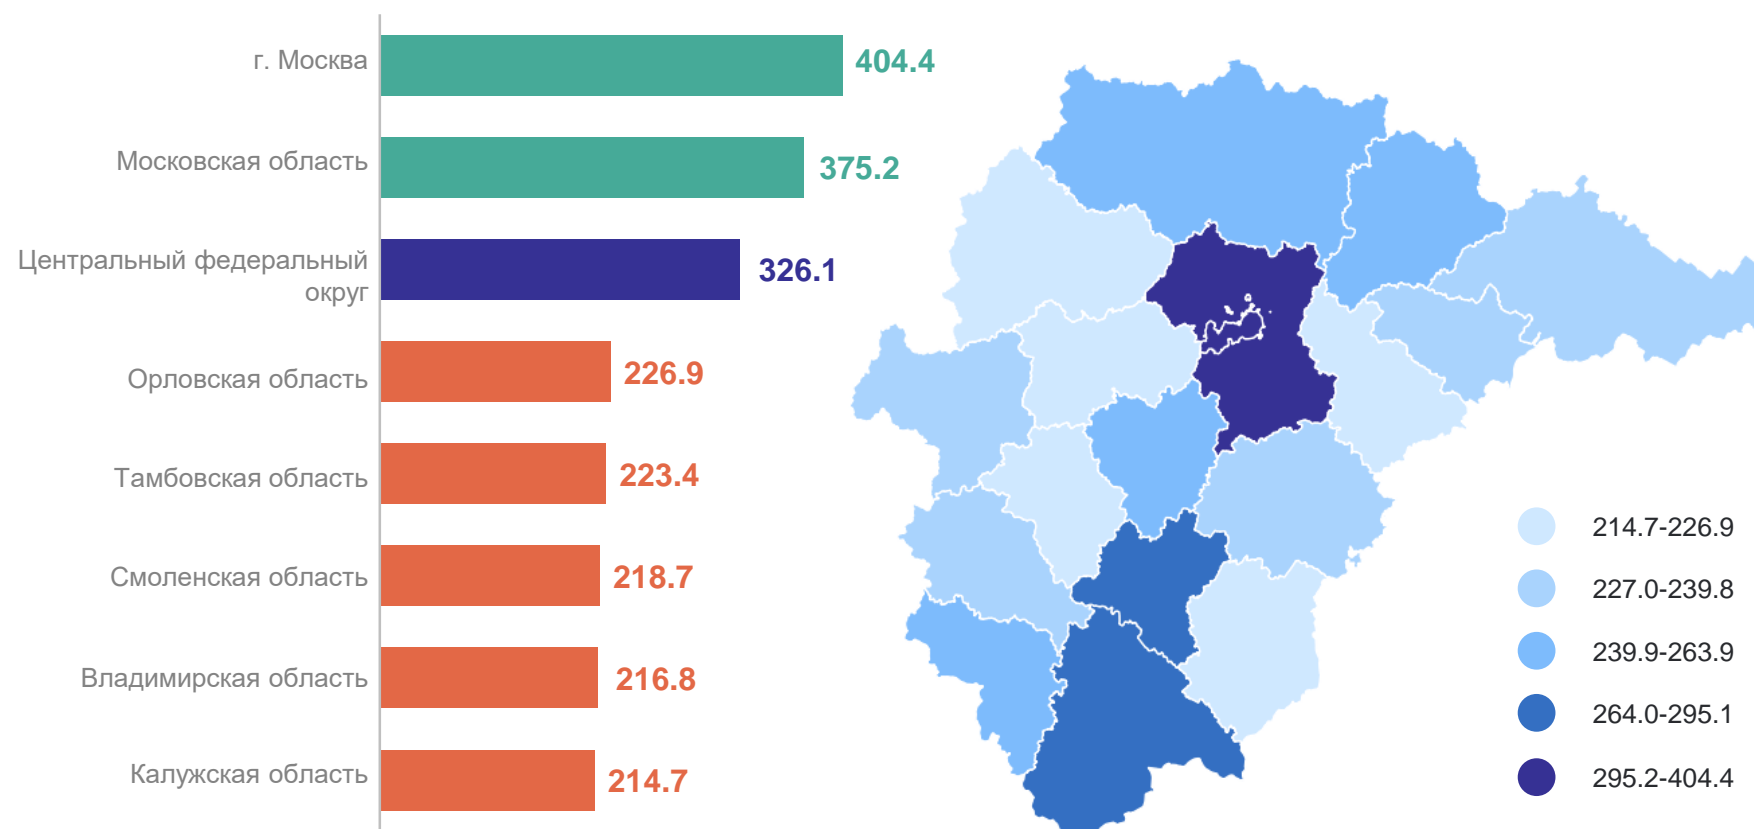 г. Москва
404.4
Московская область
375.2
Центральный федеральный
округ
326.1
Орловская область
226.9
Тамбовская область
223.4
Смоленская область
218.7
Владимирская область
216.8
Калужская область
214.7
214.7-226.9
227.0-239.8
239.9-263.9
264.0-295.1
295.2-404.4